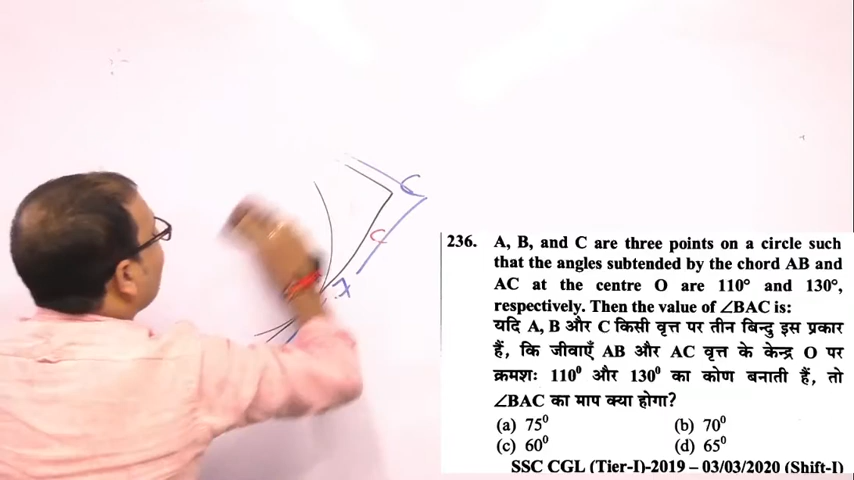 C
C
7
236. A, B, and C are three points on a circle such
that the angles subtended by the chord AB and
AC at the centre O are 110° and 130°,
respectively. Then the value of ∠BAC is:
यदि A, B और C किसी वृत्त पर तीन बिन्दु इस प्रकार
हैं, कि जीवाएँ AB और AC वृत्त के केन्द्र O पर
क्रमशः 110⁰ और 130⁰ का कोण बनाती हैं, तो
∠BAC का माप क्या होगा?
(a) 75⁰ (b) 70⁰
(c) 60⁰ (d) 65⁰
SSC CGL (Tier-I)-2019 – 03/03/2020 (Shift-I)